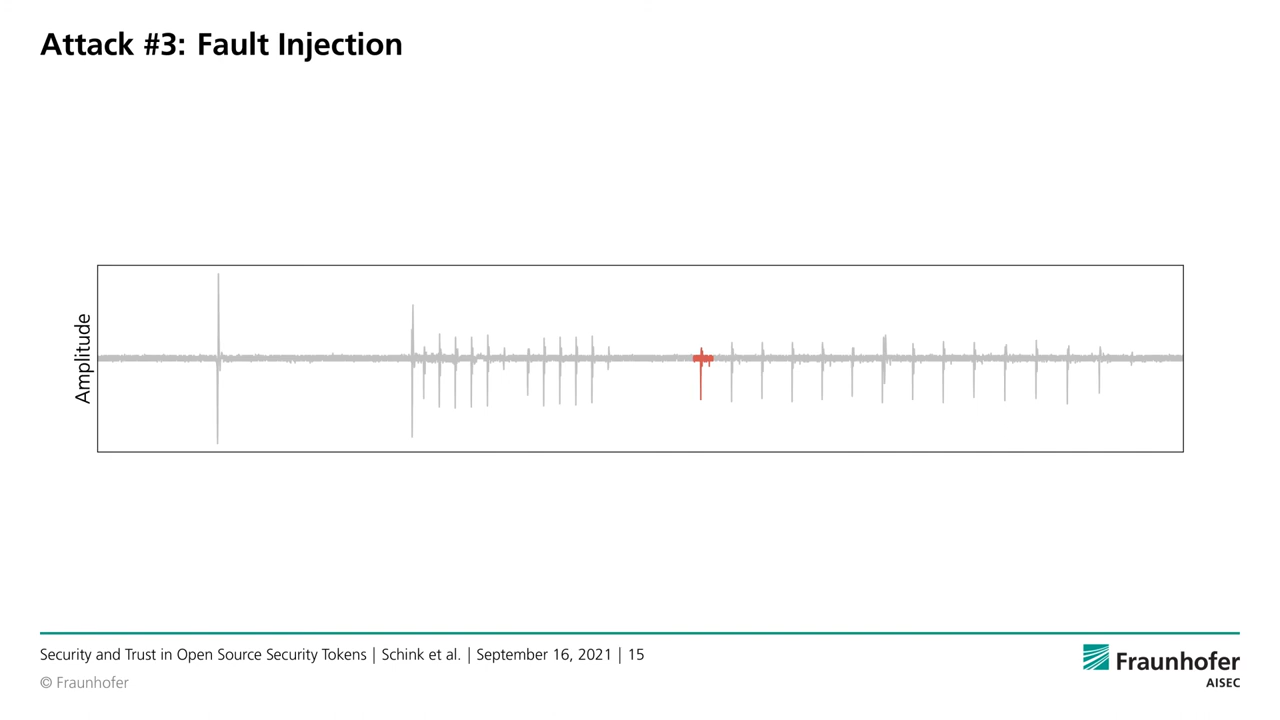 Attack #3: Fault Injection
Amplitude
Security and Trust in Open Source Security Tokens | Schink et al. | September 16, 2021 | 15
© Fraunhofer
Fraunhofer
AISEC